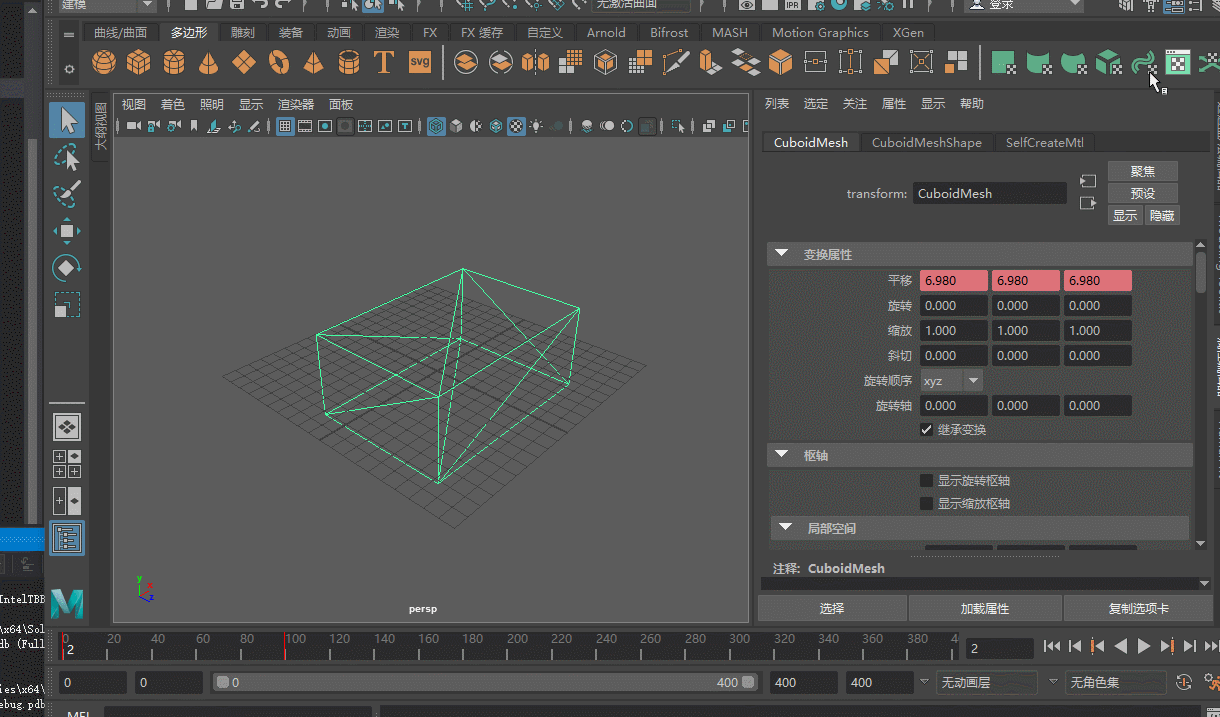 建模
无激活曲面
IPR
登录
曲线/曲面 多边形 雕刻 装备 动画 渲染 FX FX 缓存 自定义 Arnold Bifrost MASH Motion Graphics XGen
T svg
大纲视图
视图 着色 照明 显示 渲染器 面板
列表 选定 关注 属性 显示 帮助
CuboidMesh CuboidMeshShape SelfCreateMtl
transform: CuboidMesh
聚焦
预设
显示 隐藏
变换属性
平移 6.980 6.980 6.980
旋转 0.000 0.000 0.000
缩放 1.000 1.000 1.000
斜切 0.000 0.000 0.000
旋转顺序 xyz
旋转轴 0.000 0.000 0.000
继承变换
枢轴
显示旋转枢轴
显示缩放枢轴
局部空间
注释: CuboidMesh
选择 加载属性 复制选项卡
y
x
z
persp
IntelTBB
\x64\Sol
db (Full
ies\x64\
ebug.pdb
M
0 20 40 60 80 100 120 140 160 180 200 220 240 260 280 300 320 340 360 380 4
2
2
0 0 0 400 400 400 无动画层 无角色集
MEL